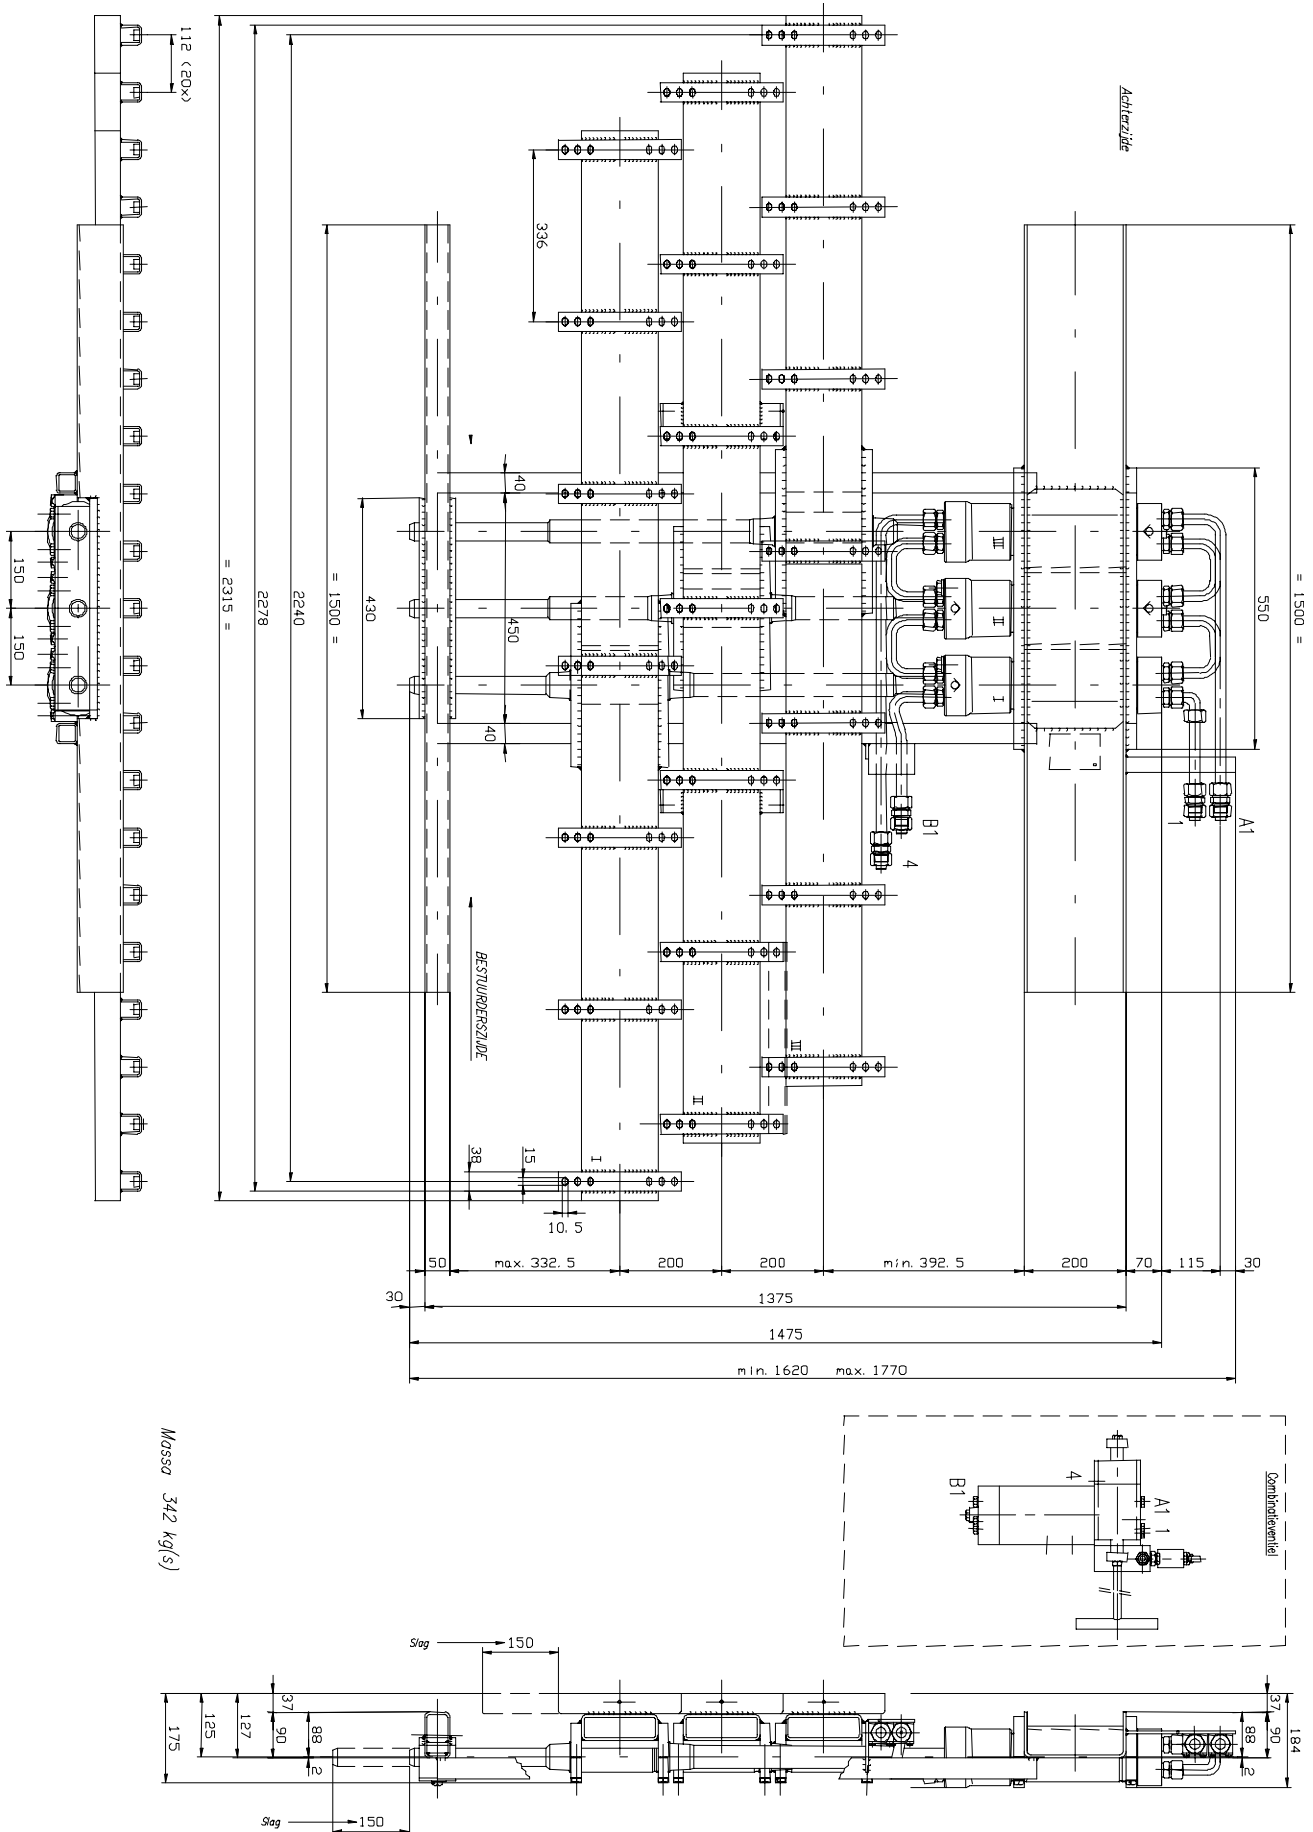 112 (20x)
Achterzijde
= 1500 =
550
336
40
III
II
I
150
150
= 2315 =
2278
2240
= 1500 =
430
450
40
A1
1
B1
4
BESTUURDERSZIJDE
III
II
I
38
15
10.5
50
max. 332.5
200
200
min. 392.5
200
70
115
30
30
1375
1475
min. 1620 max. 1770
Massa 342 kg(s)
Combinatieventiel
4
A1
1
B1
Slag
150
37
88
90
2
127
125
175
37
88
90
2
184
Slag
150